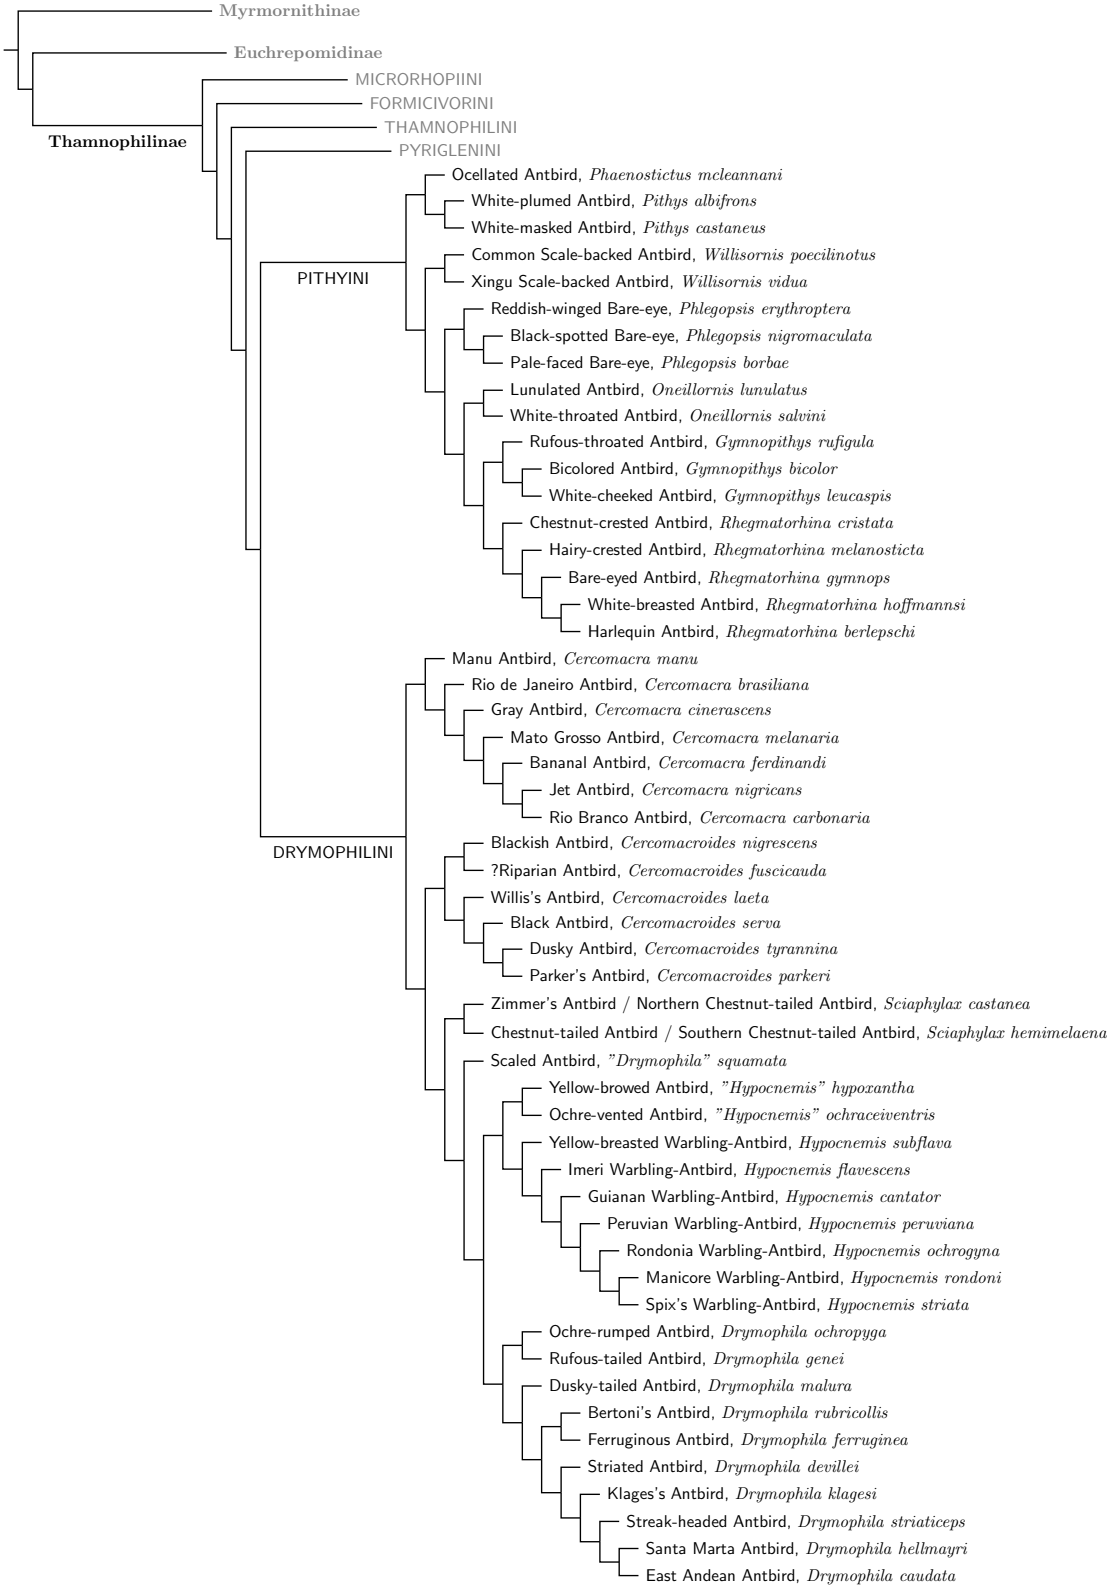 Myrmornithinae
Euchrepomidinae
MICRORHOPIINI
FORMICIVORINI
THAMNOPHILINI
Thamnophilinae
PYRIGLENINI
Ocellated Antbird, Phaenostictus mcleannani
White-plumed Antbird, Pithys albifrons
White-masked Antbird, Pithys castaneus
Common Scale-backed Antbird, Willisornis poecilinotus
PITHYINI
Xingu Scale-backed Antbird, Willisornis vidua
Reddish-winged Bare-eye, Phlegopsis erythroptera
Black-spotted Bare-eye, Phlegopsis nigromaculata
Pale-faced Bare-eye, Phlegopsis borbae
Lunulated Antbird, Oneillornis lunulatus
White-throated Antbird, Oneillornis salvini
Rufous-throated Antbird, Gymnopithys rufigula
Bicolored Antbird, Gymnopithys bicolor
White-cheeked Antbird, Gymnopithys leucaspis
Chestnut-crested Antbird, Rhegmatorhina cristata
Hairy-crested Antbird, Rhegmatorhina melanosticta
Bare-eyed Antbird, Rhegmatorhina gymnops
White-breasted Antbird, Rhegmatorhina hoffmannsi
Harlequin Antbird, Rhegmatorhina berlepschi
Manu Antbird, Cercomacra manu
Rio de Janeiro Antbird, Cercomacra brasiliana
Gray Antbird, Cercomacra cinerascens
Mato Grosso Antbird, Cercomacra melanaria
Bananal Antbird, Cercomacra ferdinandi
Jet Antbird, Cercomacra nigricans
Rio Branco Antbird, Cercomacra carbonaria
Blackish Antbird, Cercomacroides nigrescens
DRYMOPHILINI
?Riparian Antbird, Cercomacroides fuscicauda
Willis's Antbird, Cercomacroides laeta
Black Antbird, Cercomacroides serva
Dusky Antbird, Cercomacroides tyrannina
Parker's Antbird, Cercomacroides parkeri
Zimmer's Antbird / Northern Chestnut-tailed Antbird, Sciaphylax castanea
Chestnut-tailed Antbird / Southern Chestnut-tailed Antbird, Sciaphylax hemimelaena
Scaled Antbird, "Drymophila" squamata
Yellow-browed Antbird, "Hypocnemis" hypoxantha
Ochre-vented Antbird, "Hypocnemis" ochraceiventris
Yellow-breasted Warbling-Antbird, Hypocnemis subflava
Imeri Warbling-Antbird, Hypocnemis flavescens
Guianan Warbling-Antbird, Hypocnemis cantator
Peruvian Warbling-Antbird, Hypocnemis peruviana
Rondonia Warbling-Antbird, Hypocnemis ochrogyna
Manicore Warbling-Antbird, Hypocnemis rondoni
Spix's Warbling-Antbird, Hypocnemis striata
Ochre-rumped Antbird, Drymophila ochropyga
Rufous-tailed Antbird, Drymophila genei
Dusky-tailed Antbird, Drymophila malura
Bertoni's Antbird, Drymophila rubricollis
Ferruginous Antbird, Drymophila ferruginea
Striated Antbird, Drymophila devillei
Klages's Antbird, Drymophila klagesi
Streak-headed Antbird, Drymophila striaticeps
Santa Marta Antbird, Drymophila hellmayri
East Andean Antbird, Drymophila caudata